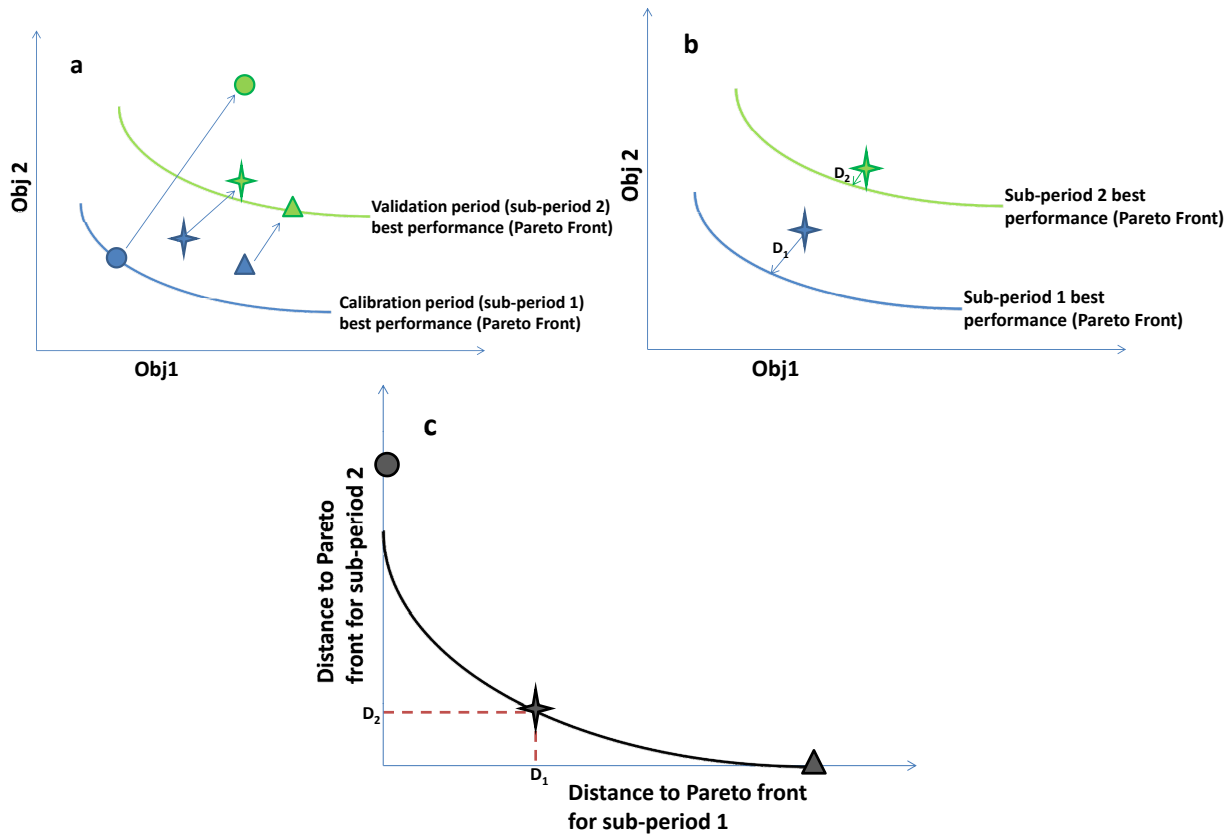 a
Obj 2
Validation period (sub-period 2)
best performance (Pareto Front)
Calibration period (sub-period 1)
best performance (Pareto Front)
Obj1
b
Obj 2
D2
Sub-period 2 best
performance (Pareto Front)
D1
Sub-period 1 best
performance (Pareto Front)
Obj1
c
Distance to Pareto
front for sub-period 2
D2
D1
Distance to Pareto front
for sub-period 1